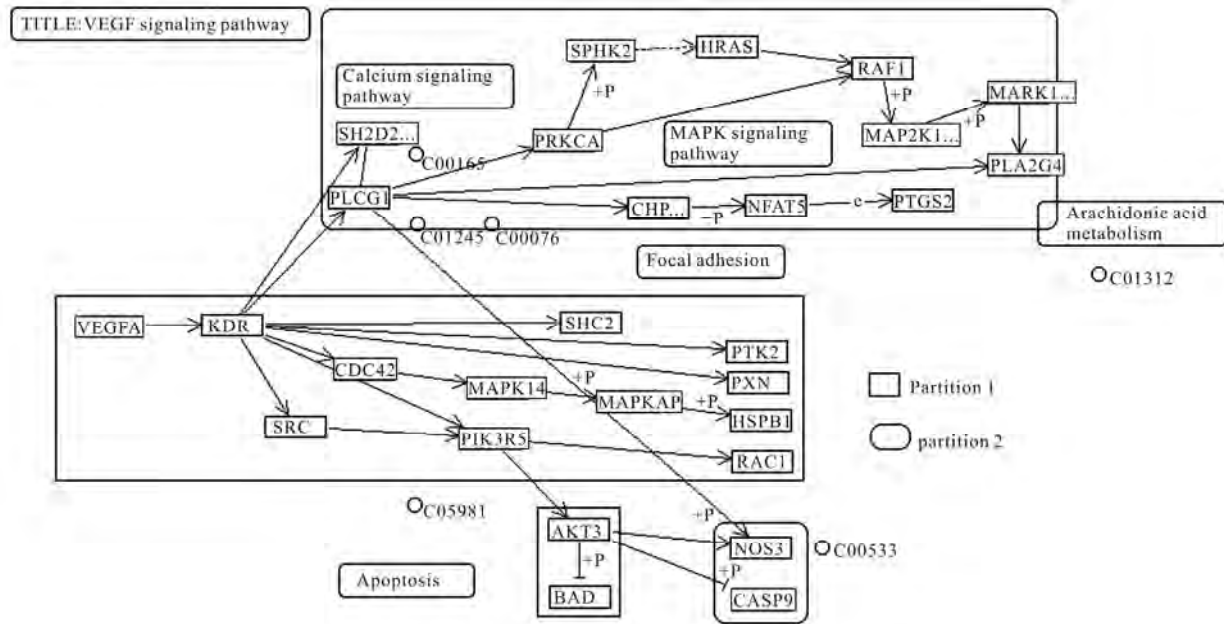 TITLE:VEGF signaling pathway
SPHK2
HRAS
RAF1
Calcium signaling
pathway
+P
+P
MARK1...
SH2D2...
PRKCA
MAPK signaling
pathway
MAP2K1...
+P
C00165
PLA2G4
PLCG1
CHP...
−P
NFAT5
e
PTGS2
C01245
C00076
Arachidonic acid
metabolism
Focal adhesion
C01312
VEGFA
KDR
SHC2
PTK2
CDC42
MAPK14
+P
MAPKAP
+P
PXN
HSPB1
Partition 1
SRC
PIK3R5
RAC1
partition 2
C05981
+P
AKT3
NOS3
C00533
+P
+P
Apoptosis
BAD
CASP9